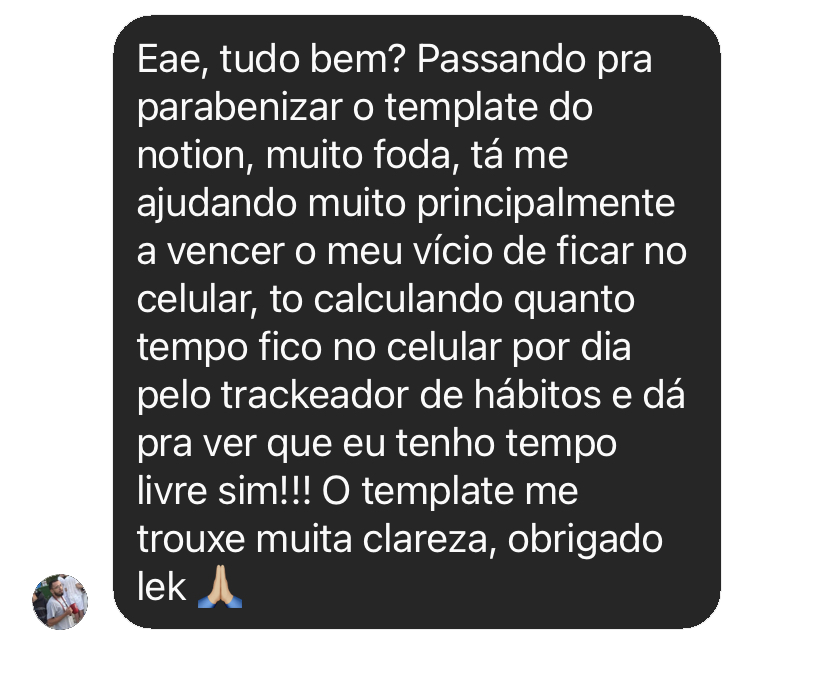 Eae, tudo bem? Passando pra
parabenizar o template do
notion, muito foda, tá me
ajudando muito principalmente
a vencer o meu vício de ficar no
celular, to calculando quanto
tempo fico no celular por dia
pelo trackeador de hábitos e dá
pra ver que eu tenho tempo
livre sim!!! O template me
trouxe muita clareza, obrigado
lek 🙏🏼